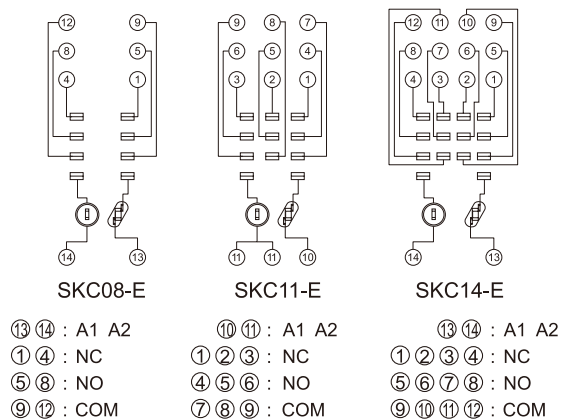 ⑫ ⑨ ⑨ ⑧ ⑦ ⑫ ⑪ ⑩ ⑨
⑧ ⑤ ⑥ ⑤ ④ ⑧ ⑦ ⑥ ⑤
④ ① ③ ② ① ④ ③ ② ①
⑭ ⑬ ⑪ ⑪ ⑩ ⑭ ⑬
SKC08-E SKC11-E SKC14-E
⑬ ⑭ : A1 A2 ⑩ ⑪ : A1 A2 ⑬ ⑭ : A1 A2
① ④ : NC ① ② ③ : NC ① ② ③ ④ : NC
⑤ ⑧ : NO ④ ⑤ ⑥ : NO ⑤ ⑥ ⑦ ⑧ : NO
⑨ ⑫ : COM ⑦ ⑧ ⑨ : COM ⑨ ⑩ ⑪ ⑫ : COM